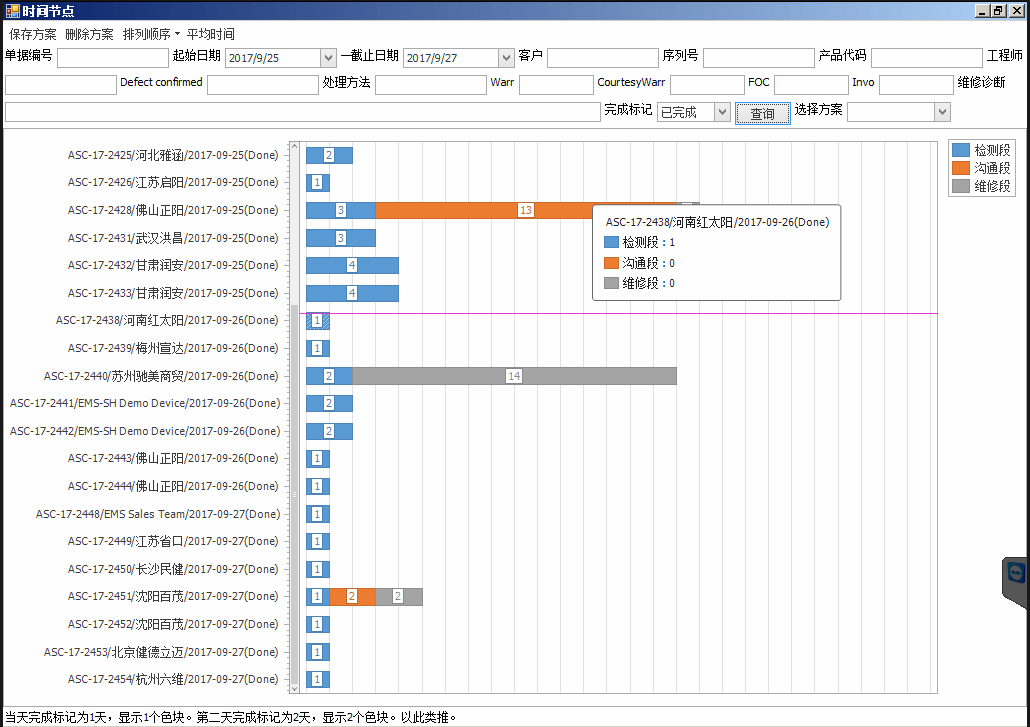 时间节点
保存方案 删除方案 排列顺序 平均时间
单据编号 起始日期 2017/9/25 一截止日期 2017/9/27 客户 序列号 产品代码 工程师
Defect confirmed 处理方法 Warr CourtesyWarr FOC Invo 维修诊断
完成标记 已完成 查询 选择方案
检测段
沟通段
维修段
ASC-17-2425/河北雅涵/2017-09-25(Done) 2
ASC-17-2426/江苏启阳/2017-09-25(Done) 1
ASC-17-2428/佛山正阳/2017-09-25(Done) 3 13
ASC-17-2431/武汉洪昌/2017-09-25(Done) 3
ASC-17-2432/甘肃润安/2017-09-25(Done) 4
ASC-17-2433/甘肃润安/2017-09-25(Done) 4
ASC-17-2438/河南红太阳/2017-09-26(Done)
检测段：1
沟通段：0
维修段：0
ASC-17-2438/河南红太阳/2017-09-26(Done) 1
ASC-17-2439/梅州宣达/2017-09-26(Done) 1
ASC-17-2440/苏州驰美商贸/2017-09-26(Done) 2 14
ASC-17-2441/EMS-SH Demo Device/2017-09-26(Done) 2
ASC-17-2442/EMS-SH Demo Device/2017-09-26(Done) 2
ASC-17-2443/佛山正阳/2017-09-26(Done) 1
ASC-17-2444/佛山正阳/2017-09-26(Done) 1
ASC-17-2448/EMS Sales Team/2017-09-27(Done) 1
ASC-17-2449/江苏省口/2017-09-27(Done) 1
ASC-17-2450/长沙民健/2017-09-27(Done) 1
ASC-17-2451/沈阳百茂/2017-09-27(Done) 1 2 2
ASC-17-2452/沈阳百茂/2017-09-27(Done) 1
ASC-17-2453/北京健德立迈/2017-09-27(Done) 1
ASC-17-2454/杭州六维/2017-09-27(Done) 1
当天完成标记为1天，显示1个色块。第二天完成标记为2天，显示2个色块。以此类推。